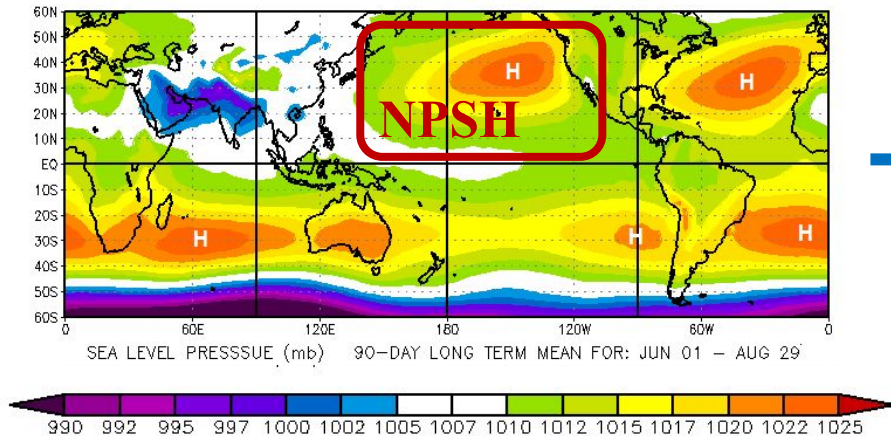 60N
50N
40N
30N
20N
10N
EQ
10S
20S
30S
40S
50S
60S
H
H
NPSH
H
H
H
0 60E 120E 180 120W 60W 0
SEA LEVEL PRESSSUE (mb) 90-DAY LONG TERM MEAN FOR: JUN 01 - AUG 29
990 992 995 997 1000 1002 1005 1007 1010 1012 1015 1017 1020 1022 1025